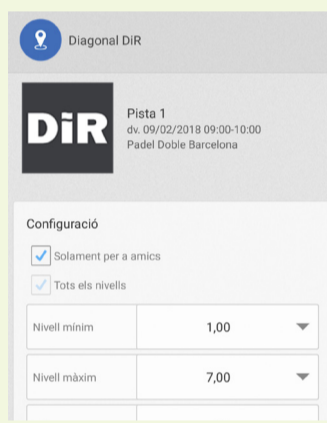 Diagonal DiR
DiR
Pista 1
dv. 09/02/2018 09:00-10:00
Padel Doble Barcelona
Configuració
Solament per a amics
Tots els nivells
Nivell mínim
1,00
Nivell màxim
7,00